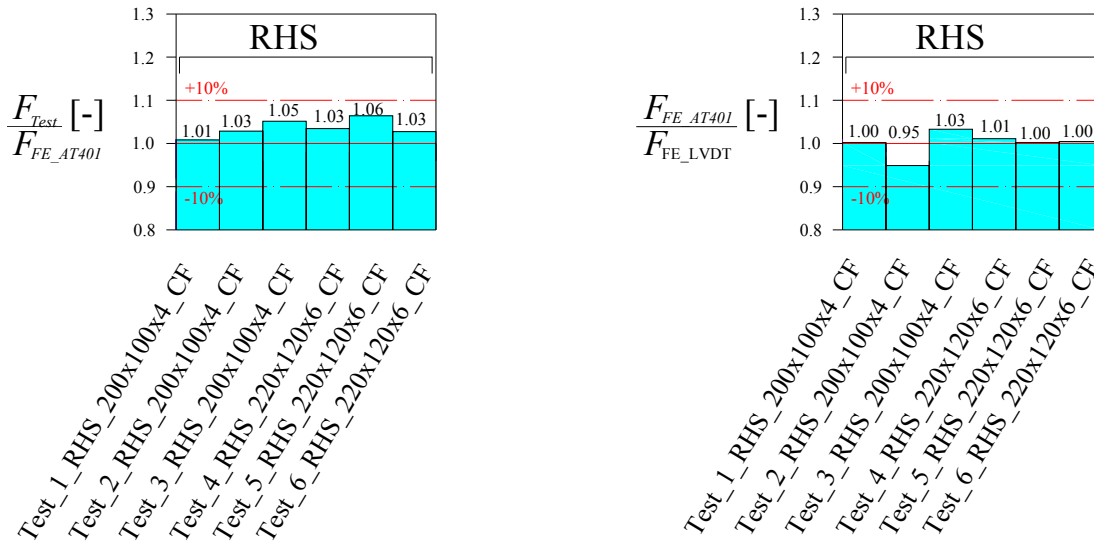 1.3
1.2
1.1
1.0
0.9
0.8
RHS
+10%
-10%
1.01 1.03 1.05 1.03 1.06 1.03
F_Test [-]
F_FE_AT401
Test_1_RHS_200x100x4_CF
Test_2_RHS_200x100x4_CF
Test_3_RHS_200x100x4_CF
Test_4_RHS_220x120x6_CF
Test_5_RHS_220x120x6_CF
Test_6_RHS_220x120x6_CF
1.3
1.2
1.1
1.0
0.9
0.8
RHS
+10%
-10%
1.00 0.95 1.03 1.01 1.00 1.00
F_FE_AT401 [-]
F_FE_LVDT
Test_1_RHS_200x100x4_CF
Test_2_RHS_200x100x4_CF
Test_3_RHS_200x100x4_CF
Test_4_RHS_220x120x6_CF
Test_5_RHS_220x120x6_CF
Test_6_RHS_220x120x6_CF